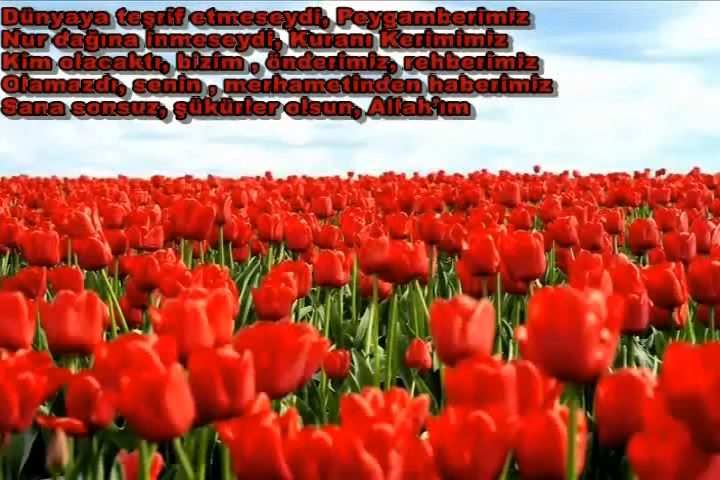 Dünyaya teşrif etmeseydi, Peygamberimiz
Nur dağına inmeseydi, Kuranı Kerimimiz
Kim olacaktı, bizim , önderimiz, rehberimiz
Olamazdı, senin , merhametinden haberimiz
Sana sonsuz, şükürler olsun, Allah'ım